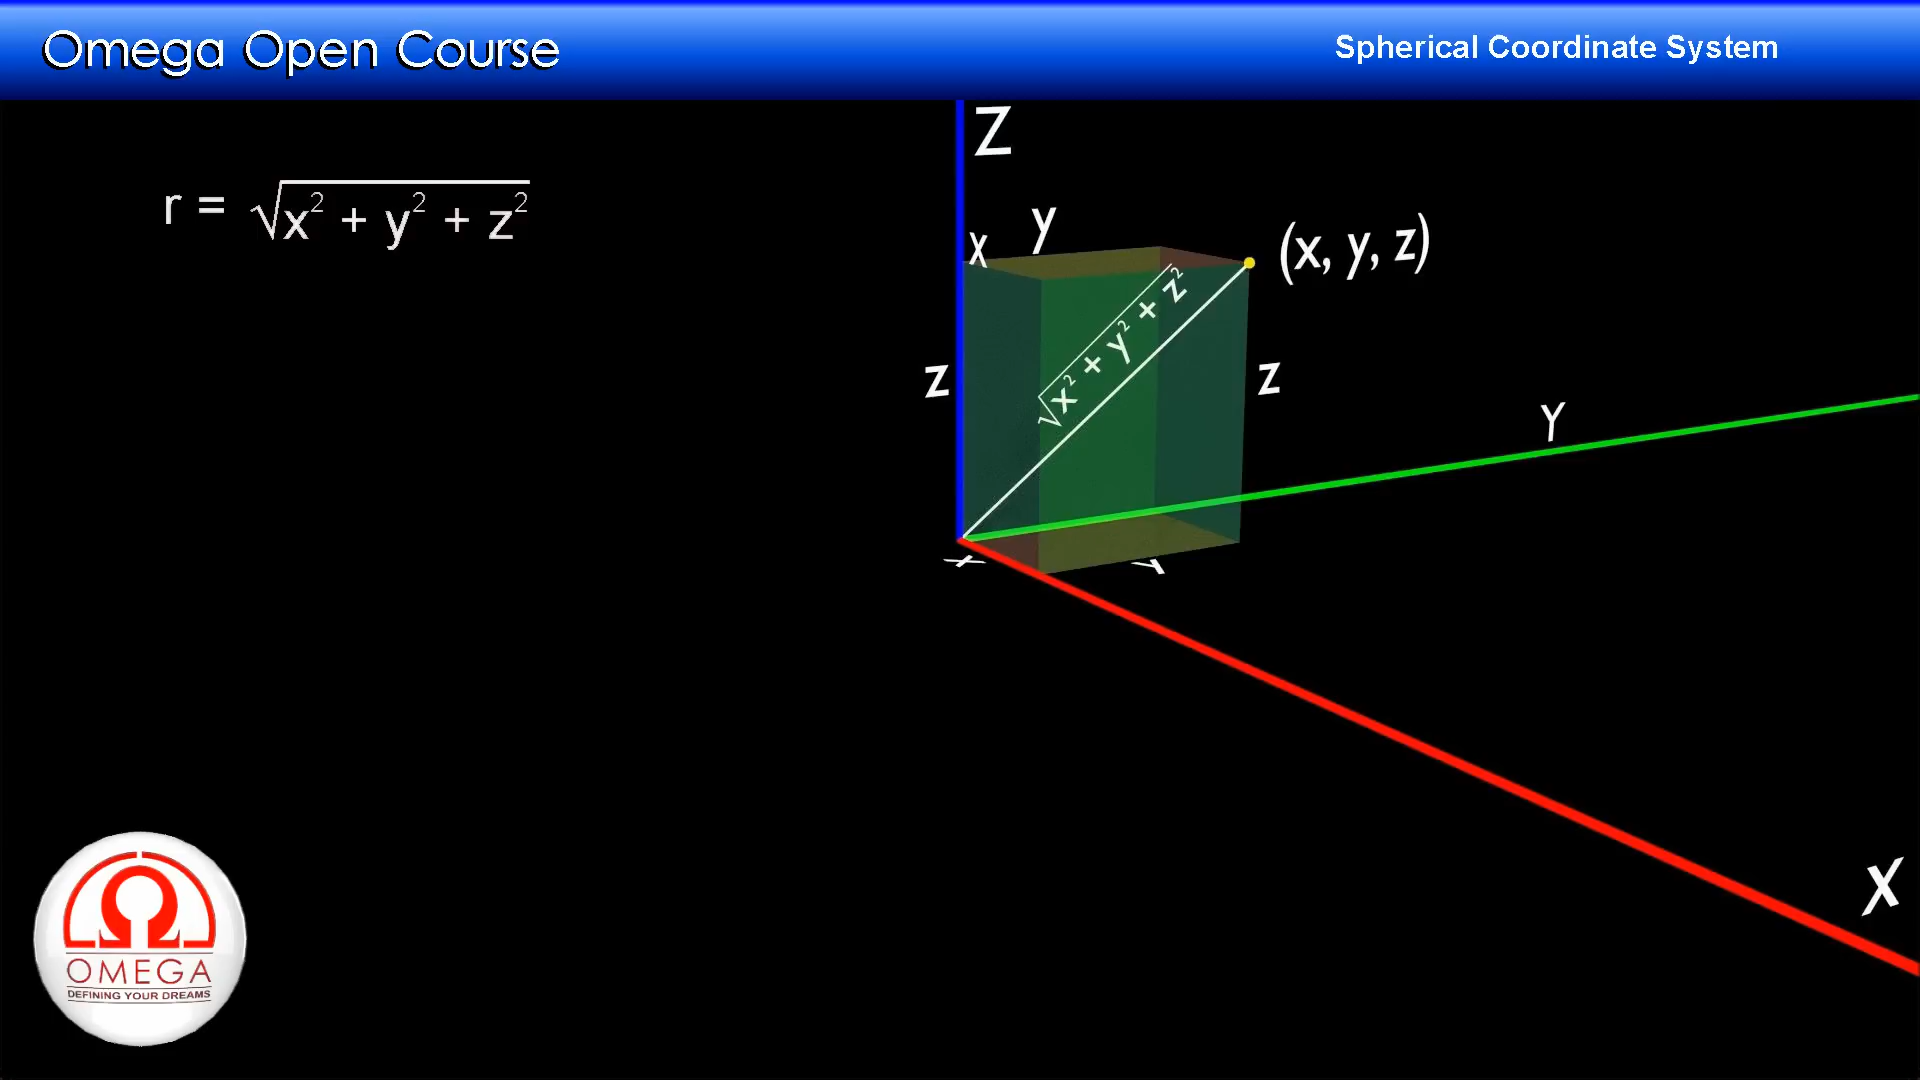 Omega Open Course
Spherical Coordinate System
r = √x² + y² + z²
Z
x
y
(x, y, z)
√x² + y² + z²
z
z
Y
x
y
X
OMEGA
DEFINING YOUR DREAMS